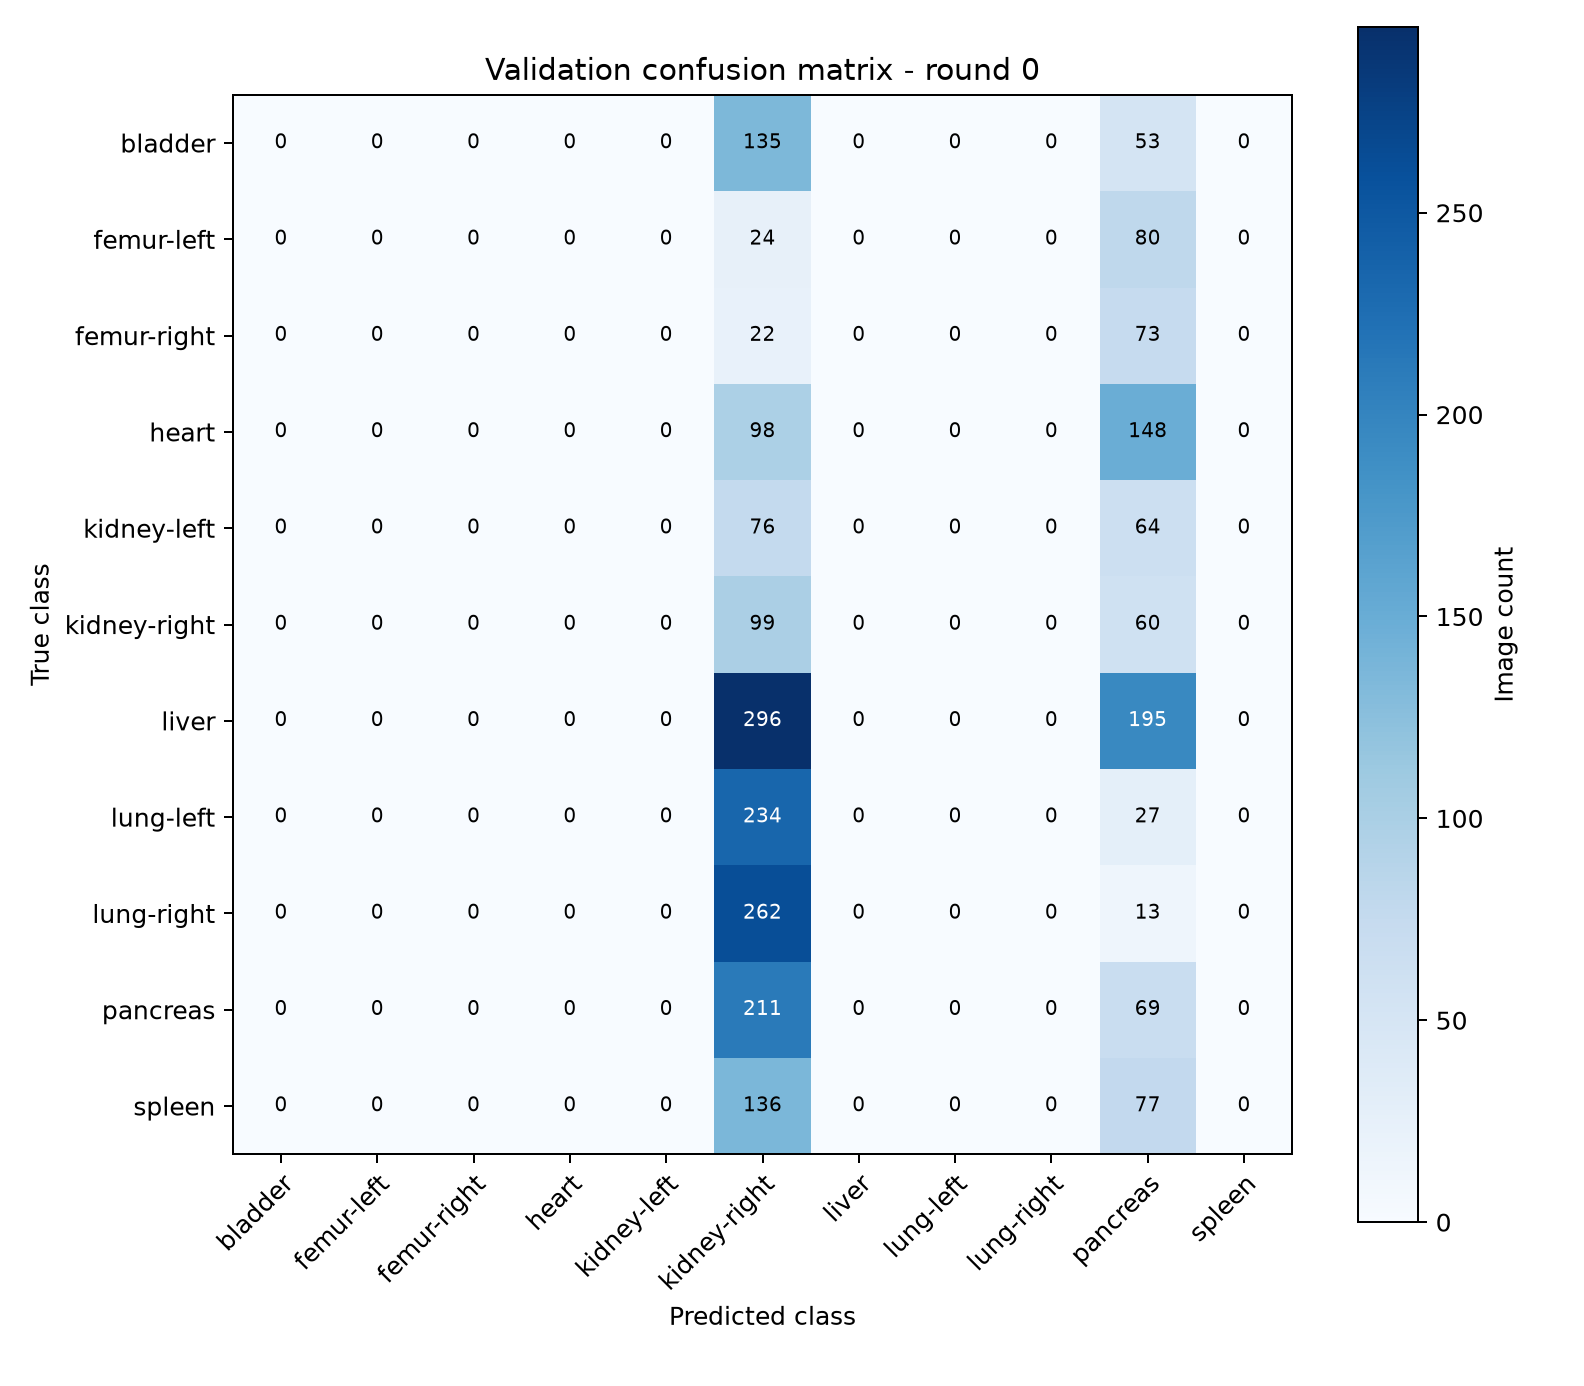 Validation confusion matrix - round 0
bladder 0 0 0 0 0 135 0 0 0 53 0
femur-left 0 0 0 0 0 24 0 0 0 80 0
femur-right 0 0 0 0 0 22 0 0 0 73 0
heart 0 0 0 0 0 98 0 0 0 148 0
kidney-left 0 0 0 0 0 76 0 0 0 64 0
kidney-right 0 0 0 0 0 99 0 0 0 60 0
liver 0 0 0 0 0 296 0 0 0 195 0
lung-left 0 0 0 0 0 234 0 0 0 27 0
lung-right 0 0 0 0 0 262 0 0 0 13 0
pancreas 0 0 0 0 0 211 0 0 0 69 0
spleen 0 0 0 0 0 136 0 0 0 77 0
True class
bladder femur-left femur-right heart kidney-left kidney-right liver lung-left lung-right pancreas spleen
Predicted class
250
200
150
100
50
0
Image count